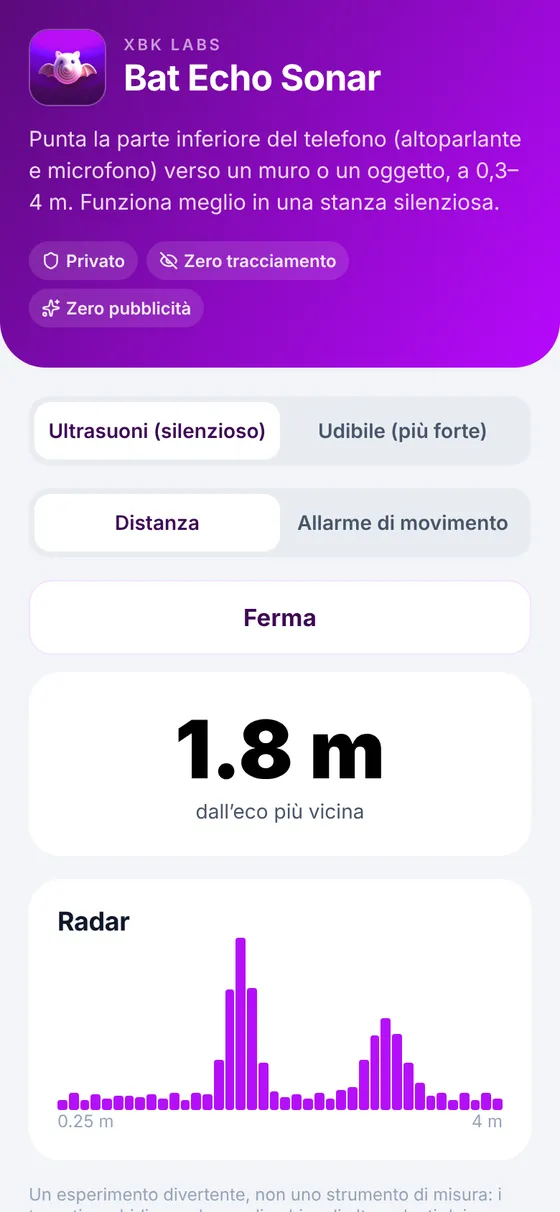 XBK LABS
Bat Echo Sonar
Punta la parte inferiore del telefono (altoparlante
e microfono) verso un muro o un oggetto, a 0,3–
4 m. Funziona meglio in una stanza silenziosa.
Privato
Zero tracciamento
Zero pubblicità
Ultrasuoni (silenzioso)
Udibile (più forte)
Distanza
Allarme di movimento
Ferma
1.8 m
dall’eco più vicina
Radar
0.25 m
4 m
Un esperimento divertente, non uno strumento di misura: i